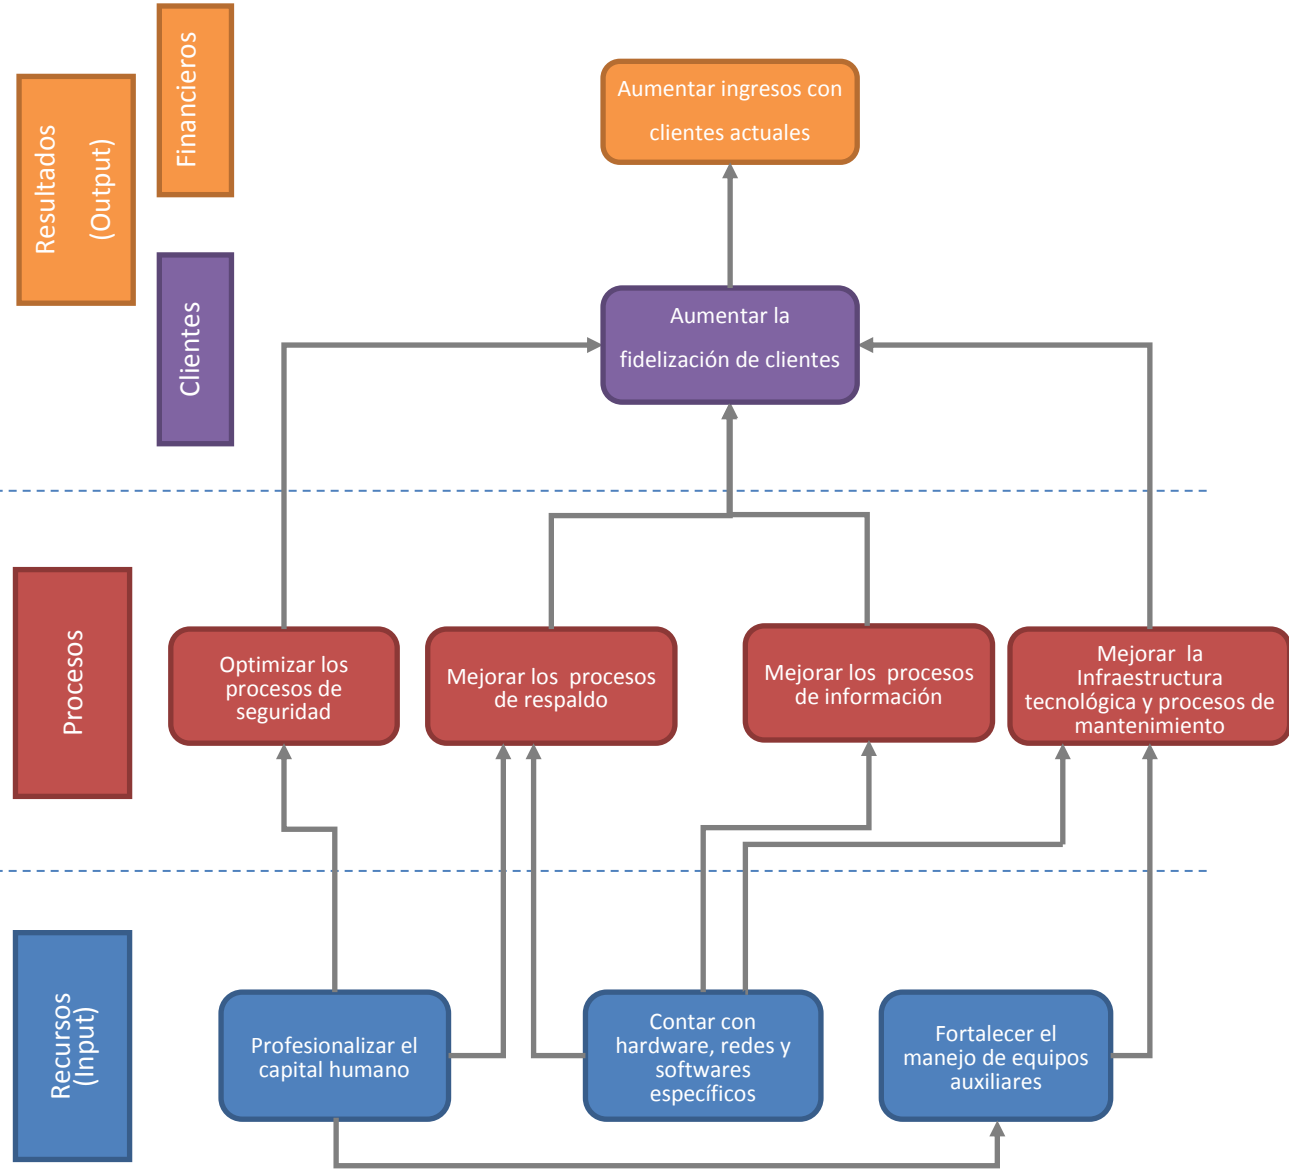 Financieros
Resultados
(Output)
Aumentar ingresos con
clientes actuales
Clientes
Aumentar la
fidelización de clientes
Procesos
Optimizar los
procesos de
seguridad
Mejorar los  procesos
de respaldo
Mejorar los  procesos
de información
Mejorar  la
Infraestructura
tecnológica y procesos de
mantenimiento
Recursos
(Input)
Profesionalizar el
capital humano
Contar con
hardware, redes y
softwares
específicos
Fortalecer el
manejo de equipos
auxiliares